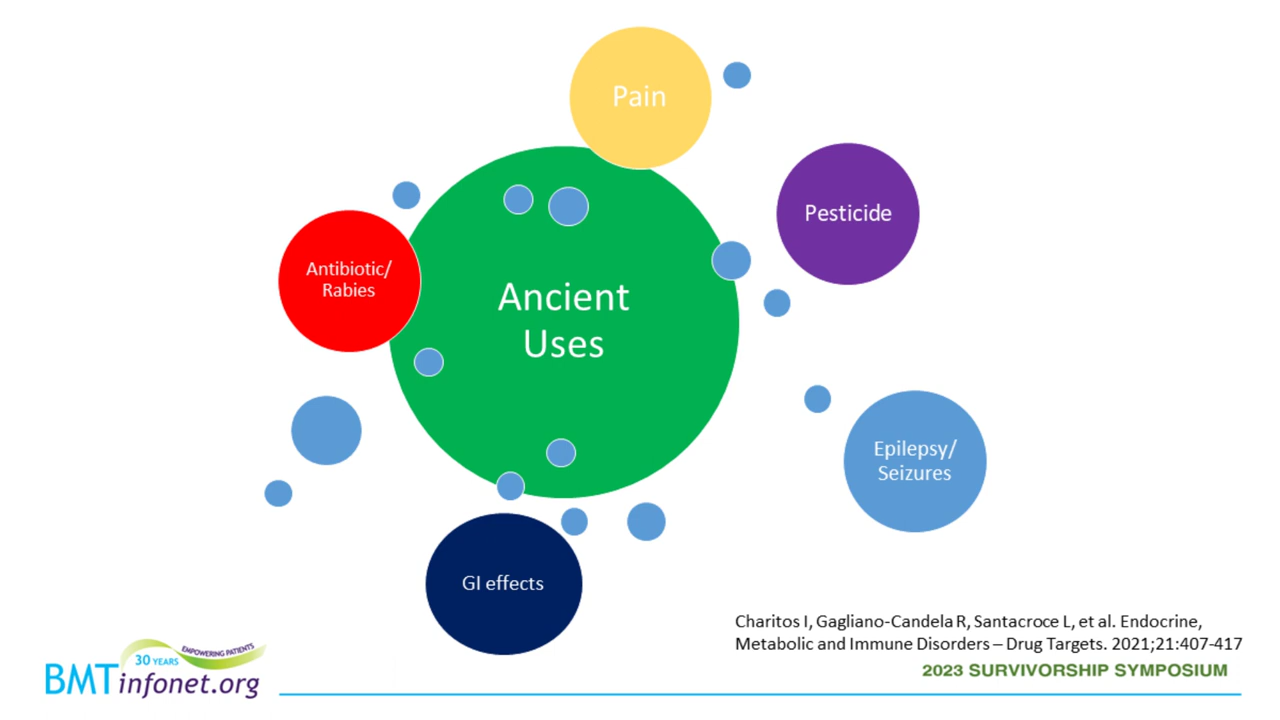 Pain
Pesticide
Antibiotic/
Rabies
Ancient
Uses
Epilepsy/
Seizures
GI effects
Charitos I, Gagliano-Candela R, Santacroce L, et al. Endocrine,
Metabolic and Immune Disorders – Drug Targets. 2021;21:407-417
2023 SURVIVORSHIP SYMPOSIUM
30 YEARS
EMPOWERING PATIENTS
BMTinfonet.org